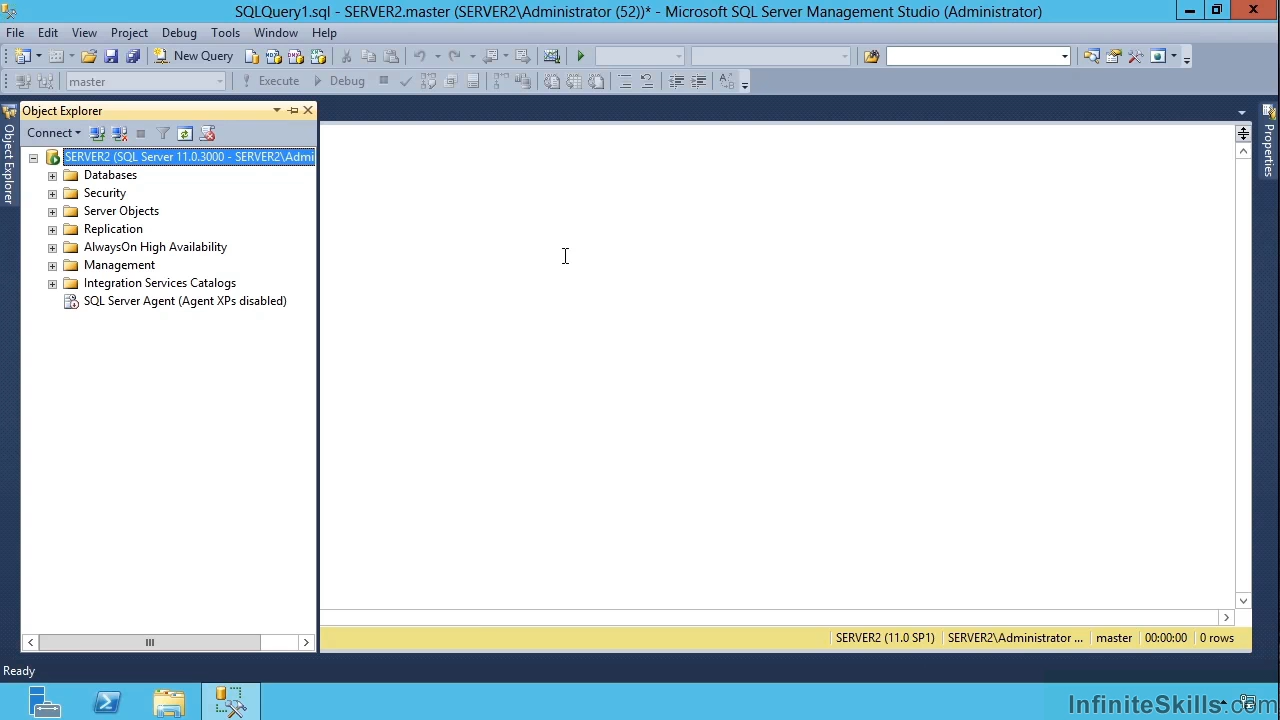 SQLQuery1.sql - SERVER2.master (SERVER2\Administrator (52))* - Microsoft SQL Server Management Studio (Administrator)
File Edit View Project Debug Tools Window Help
New Query
master Execute Debug
Object Explorer
Connect
SERVER2 (SQL Server 11.0.3000 - SERVER2\Admi
Databases
Security
Server Objects
Replication
AlwaysOn High Availability
Management
Integration Services Catalogs
SQL Server Agent (Agent XPs disabled)
Object Explorer
Properties
SERVER2 (11.0 SP1) SERVER2\Administrator ... master 00:00:00 0 rows
Ready
InfiniteSkills.com